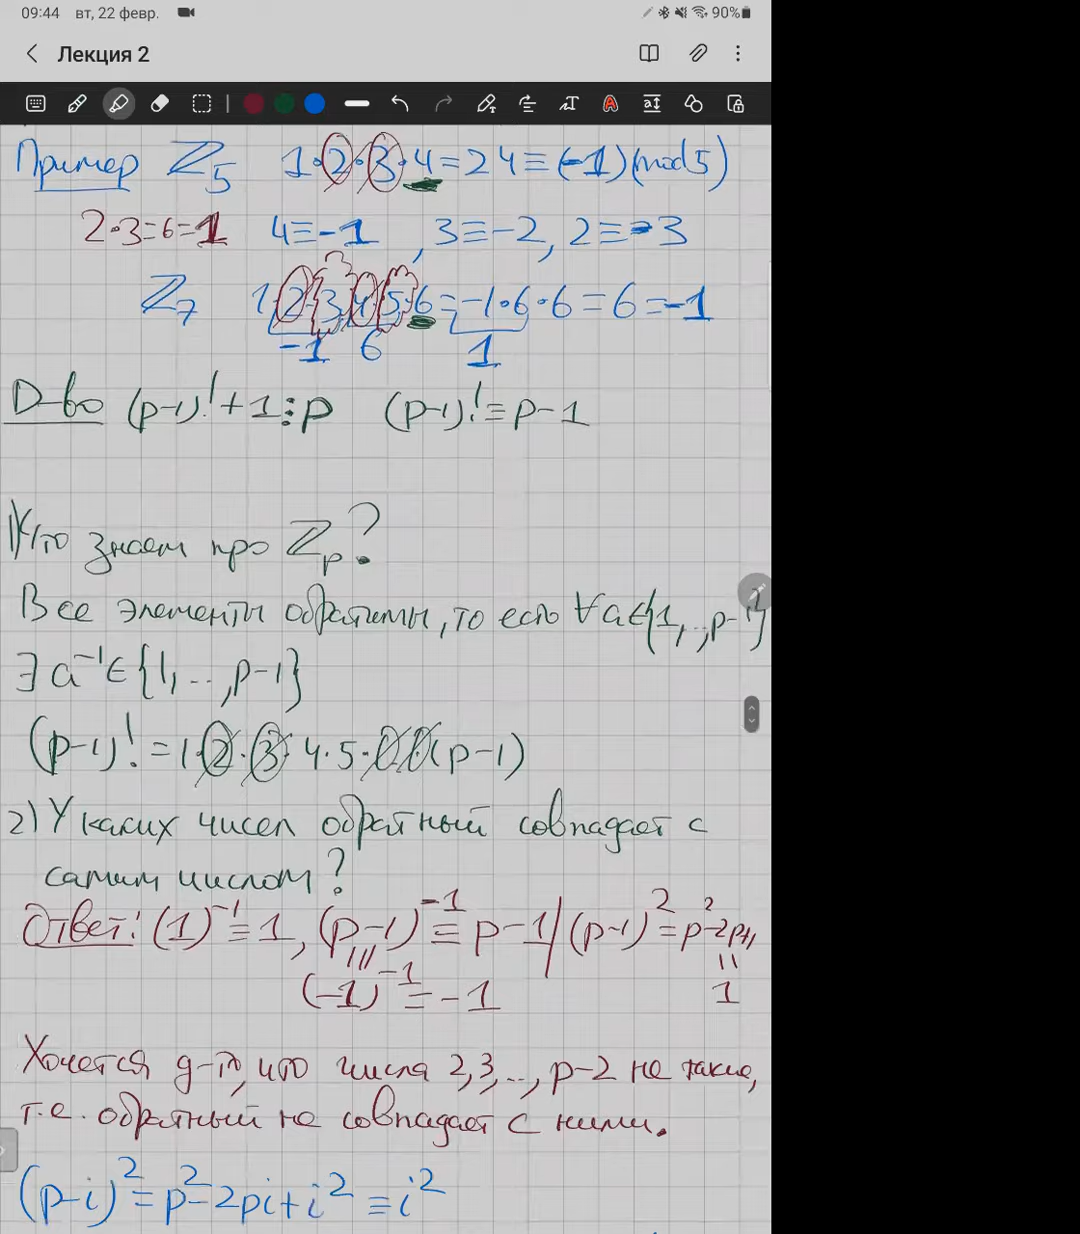 09:44 вт, 22 февр. 90%
Лекция 2
Пример Z₅ 1·2·3·4=24≡(-1)(mod5)
2·3=6=1 4≡-1, 3≡-2, 2≡-3
Z₇ 1·2·3·4·5·6=-1·6·6=6=-1
-1 6 1
Д-во (p-1)!+1⋮p (p-1)!≡p-1
Что знаем про Zₚ?
Все элементы обратимы, то есть ∀a∈{1,..,p-1}
∃ a⁻¹∈{1,..,p-1}
(p-1)!=1·2·3·4·5·(p-1)
2) У каких чисел обратный совпадает с
самим числом?
Ответ: (1)⁻¹≡1, (p-1)⁻¹≡p-1 | (p-1)²=p²-2p+1
(-1)⁻¹=-1 1
Хочется д-ть, что числа 2,3,..,p-2 не такие,
т.е. обратный не совпадает с ними.
(p-i)²=p²-2pi+i²≡i²